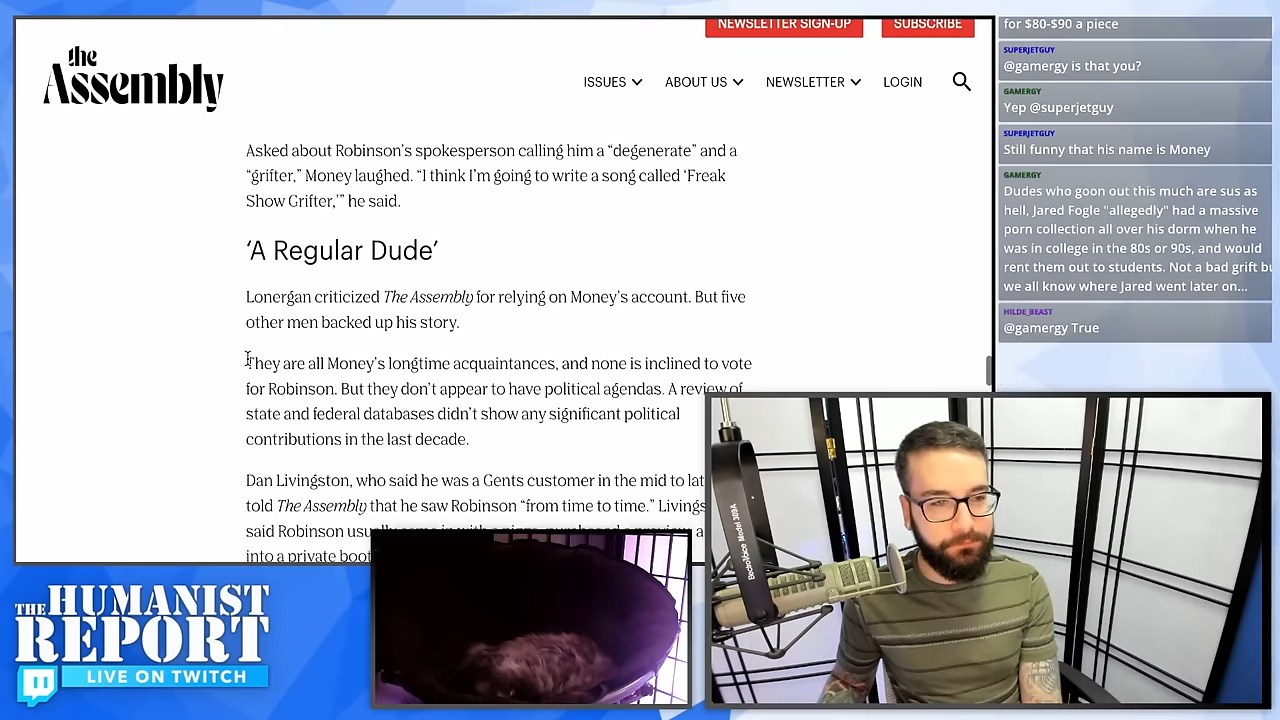 NEWSLETTER SIGN-UP
SUBSCRIBE
the
Assembly
ISSUES
ABOUT US
NEWSLETTER
LOGIN
Asked about Robinson's spokesperson calling him a “degenerate” and a
“grifter,” Money laughed. “I think I'm going to write a song called ‘Freak
Show Grifter,’” he said.
‘A Regular Dude’
Lonergan criticized The Assembly for relying on Money's account. But five
other men backed up his story.
They are all Money's longtime acquaintances, and none is inclined to vote
for Robinson. But they don't appear to have political agendas. A review of
state and federal databases didn't show any significant political
contributions in the last decade.
Dan Livingston, who said he was a Gents customer in the mid to
told The Assembly that he saw Robinson “from time to time.”
said Robinson
into a private
for $80-$90 a piece
SUPERJETGUY
@gamergy is that you?
GAMERGY
Yep @superjetguy
SUPERJETGUY
Still funny that his name is Money
GAMERGY
Dudes who goon out this much are sus as
hell, Jared Fogle "allegedly" had a massive
porn collection all over his dorm when he
was in college in the 80s or 90s, and would
rent them out to students. Not a bad grift
we all know where Jared went later on...
HILDE_BEAST
@gamergy True
THE HUMANIST
REPORT
LIVE ON TWITCH
ElectroVoice Model 309A